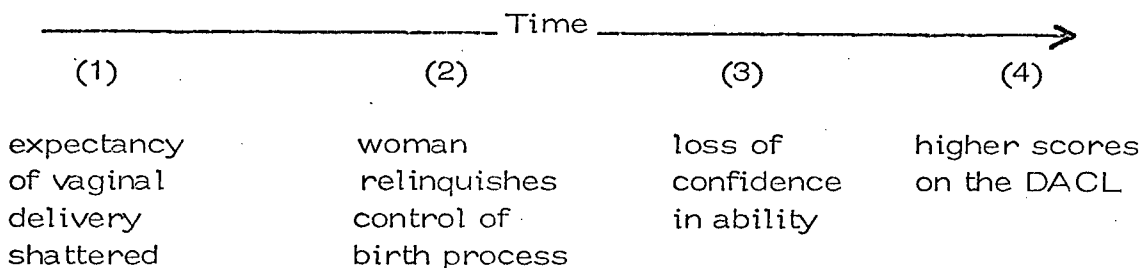 Time
(1) (2) (3) (4)
expectancy woman loss of higher scores
of vaginal relinquishes confidence on the DACL
delivery control of in ability
shattered birth process